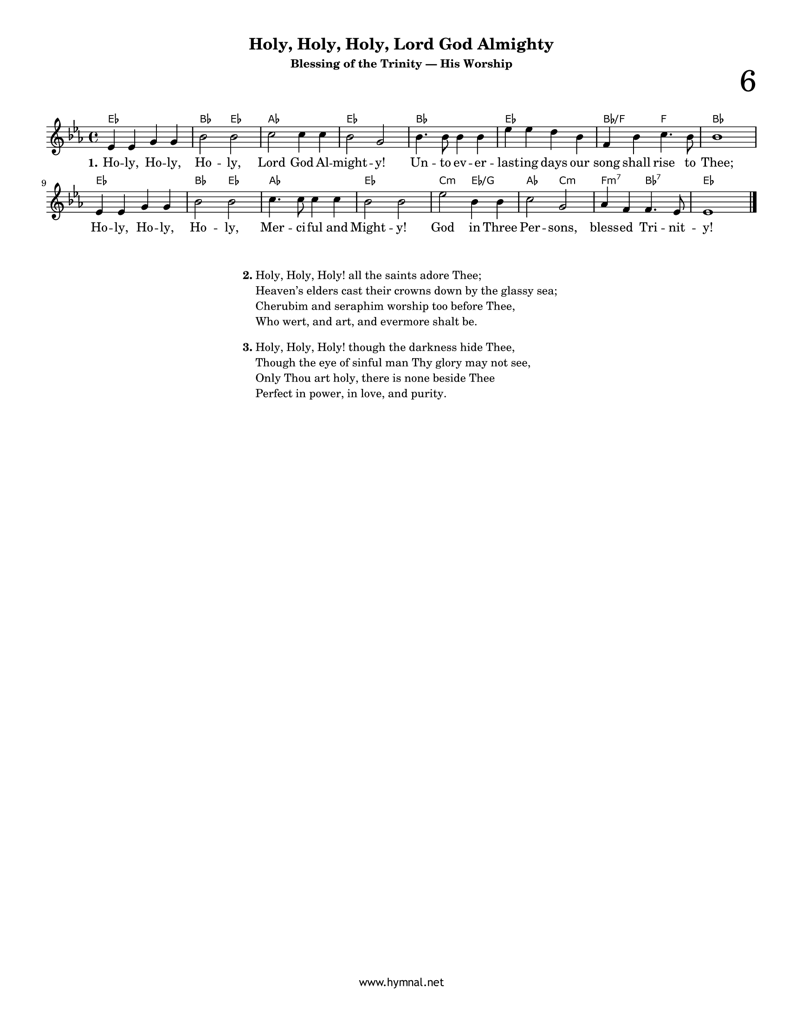 Holy, Holy, Holy, Lord God Almighty
Blessing of the Trinity — His Worship
6
E♭ B♭ E♭ A♭ E♭ B♭ E♭ B♭/F F B♭
1. Ho-ly, Ho-ly, Ho - ly, Lord God Al-might-y! Un - to ev - er - lasting days our song shall rise to Thee;
9
E♭ B♭ E♭ A♭ E♭ Cm E♭/G A♭ Cm Fm7 B♭7 E♭
Ho-ly, Ho-ly, Ho - ly, Mer - ciful and Might - y! God in Three Per - sons, blessed Tri - nit - y!
2. Holy, Holy, Holy! all the saints adore Thee;
Heaven's elders cast their crowns down by the glassy sea;
Cherubim and seraphim worship too before Thee,
Who wert, and art, and evermore shalt be.
3. Holy, Holy, Holy! though the darkness hide Thee,
Though the eye of sinful man Thy glory may not see,
Only Thou art holy, there is none beside Thee
Perfect in power, in love, and purity.
www.hymnal.net